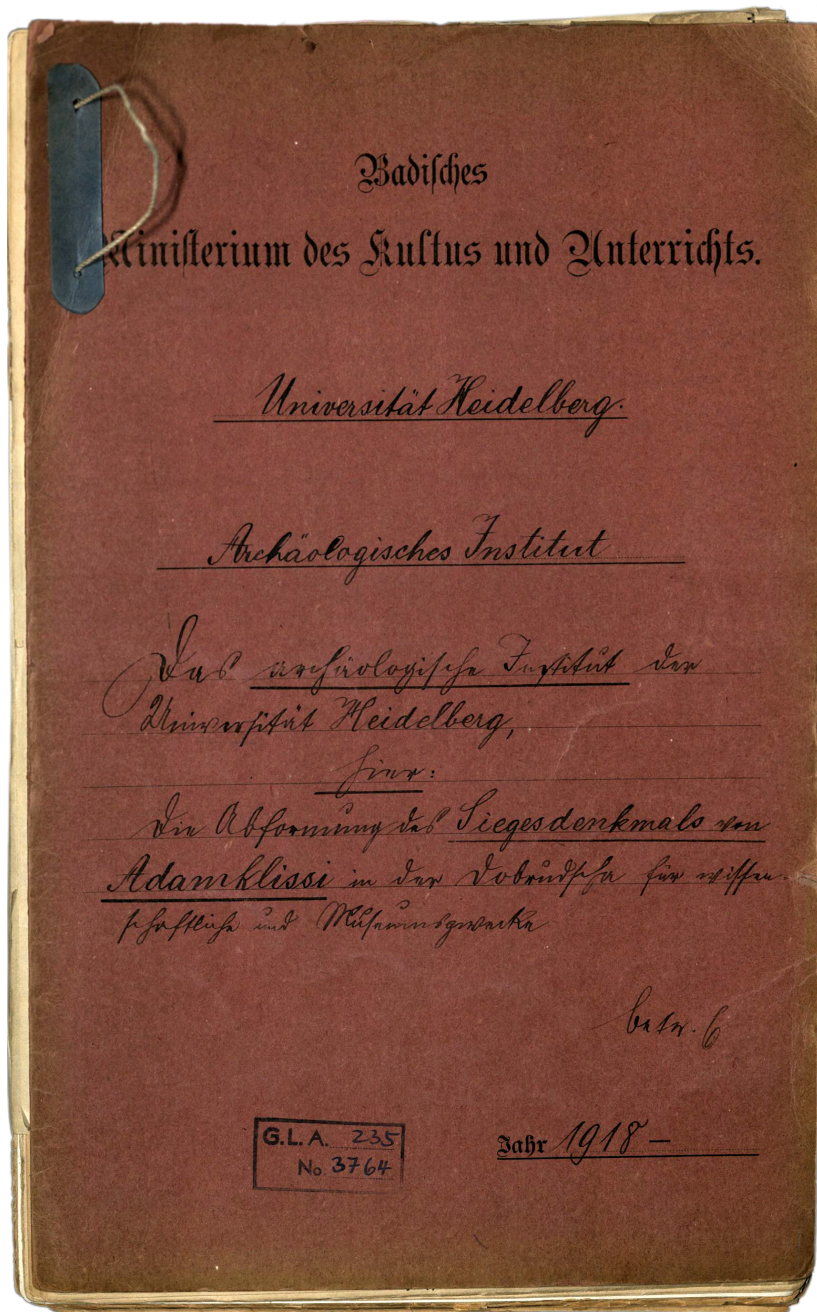 Badisches
Ministerium des Kultus und Unterrichts.
Universität Heidelberg.
Archäologisches Institut
Das archäologische Institut der
Universität Heidelberg,
hier:
die Abformung des Siegesdenkmals von
Adamklissi in der Dobrudscha für wissen-
schaftliche und Museumszwecke
betr.
G.L.A. 235
No. 3764
Jahr 1918 –